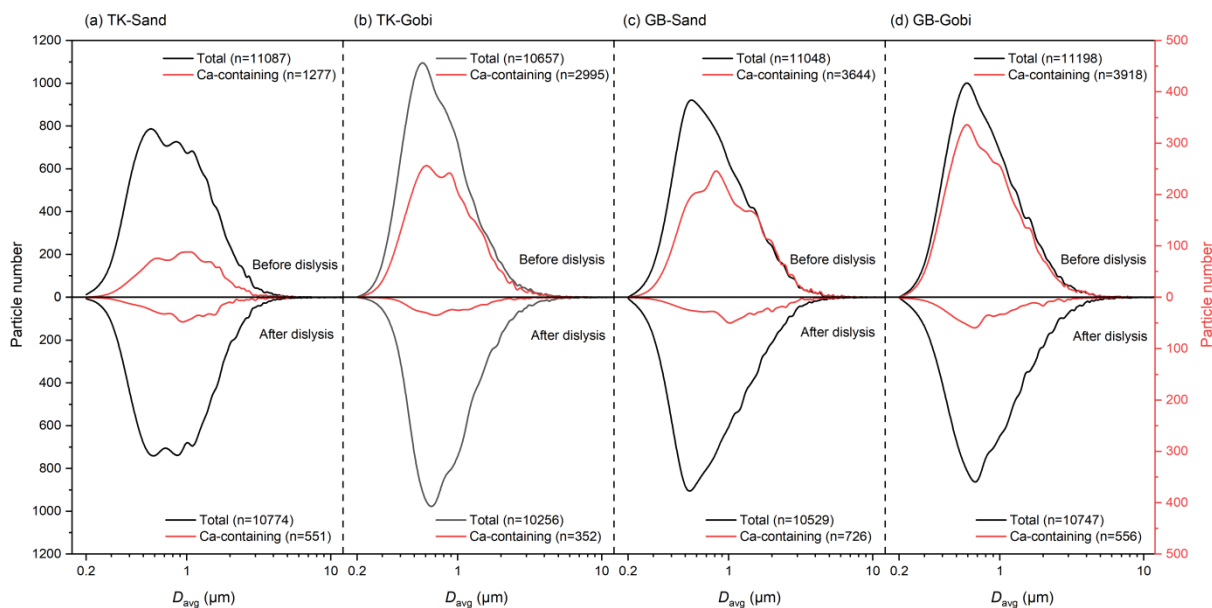 (a) TK-Sand
(b) TK-Gobi
(c) GB-Sand
(d) GB-Gobi
1200
1000
800
600
400
200
0
200
400
600
800
1000
1200
Particle number
Total (n=11087)
Ca-containing (n=1277)
Before dislysis
After dislysis
Total (n=10774)
Ca-containing (n=551)
Total (n=10657)
Ca-containing (n=2995)
Before dislysis
After dislysis
Total (n=10256)
Ca-containing (n=352)
Total (n=11048)
Ca-containing (n=3644)
Before dislysis
After dislysis
Total (n=10529)
Ca-containing (n=726)
Total (n=11198)
Ca-containing (n=3918)
Before dislysis
After dislysis
Total (n=10747)
Ca-containing (n=556)
500
400
300
200
100
0
100
200
300
400
500
Particle number
0.2 1 10
0.2 1 10
0.2 1 10
0.2 1 10
Davg (μm)
Davg (μm)
Davg (μm)
Davg (μm)